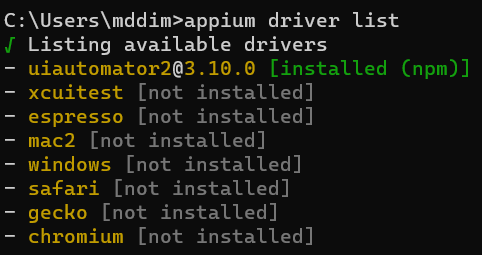 C:\Users\mddim>appium driver list
√ Listing available drivers
- uiautomator2@3.10.0 [installed (npm)]
- xcuitest [not installed]
- espresso [not installed]
- mac2 [not installed]
- windows [not installed]
- safari [not installed]
- gecko [not installed]
- chromium [not installed]